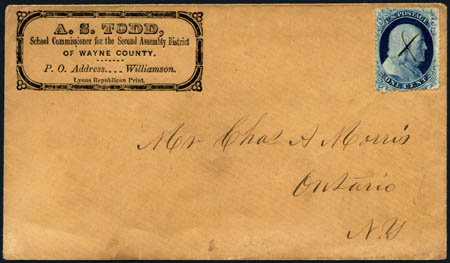 A. S. TODD,
School Commissioner for the Second Assembly District
OF WAYNE COUNTY.
P. O. Address.... Williamson.
Lyons Republican Print.
U.S. POSTAGE
ONE CENT
Mr Chas A Morris
Ontario
N.Y